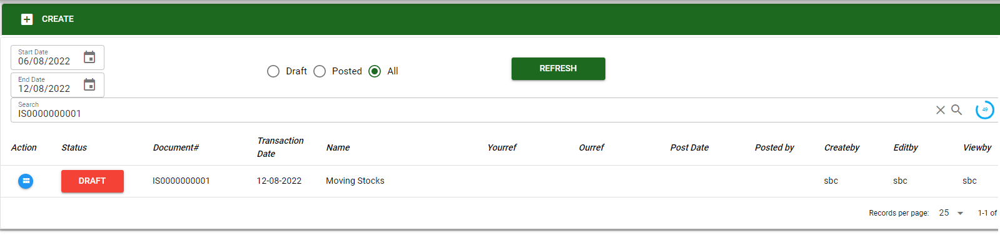 CREATE
Start Date
06/08/2022
End Date
12/08/2022
Draft Posted All
REFRESH
Search
IS0000000001
49
Action Status Document# Transaction Date Name Yourref Ourref Post Date Posted by Createby Editby Viewby
DRAFT IS0000000001 12-08-2022 Moving Stocks sbc sbc sbc
Records per page: 25 1-1 of